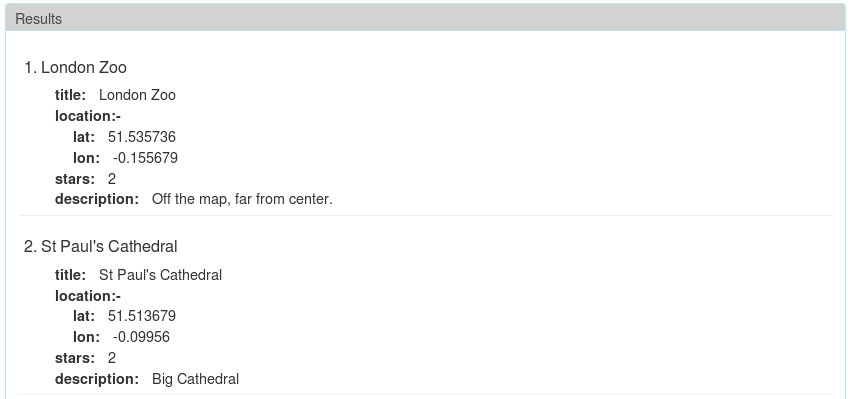 Results
1. London Zoo
title: London Zoo
location:-
lat: 51.535736
lon: -0.155679
stars: 2
description: Off the map, far from center.
2. St Paul's Cathedral
title: St Paul's Cathedral
location:-
lat: 51.513679
lon: -0.09956
stars: 2
description: Big Cathedral